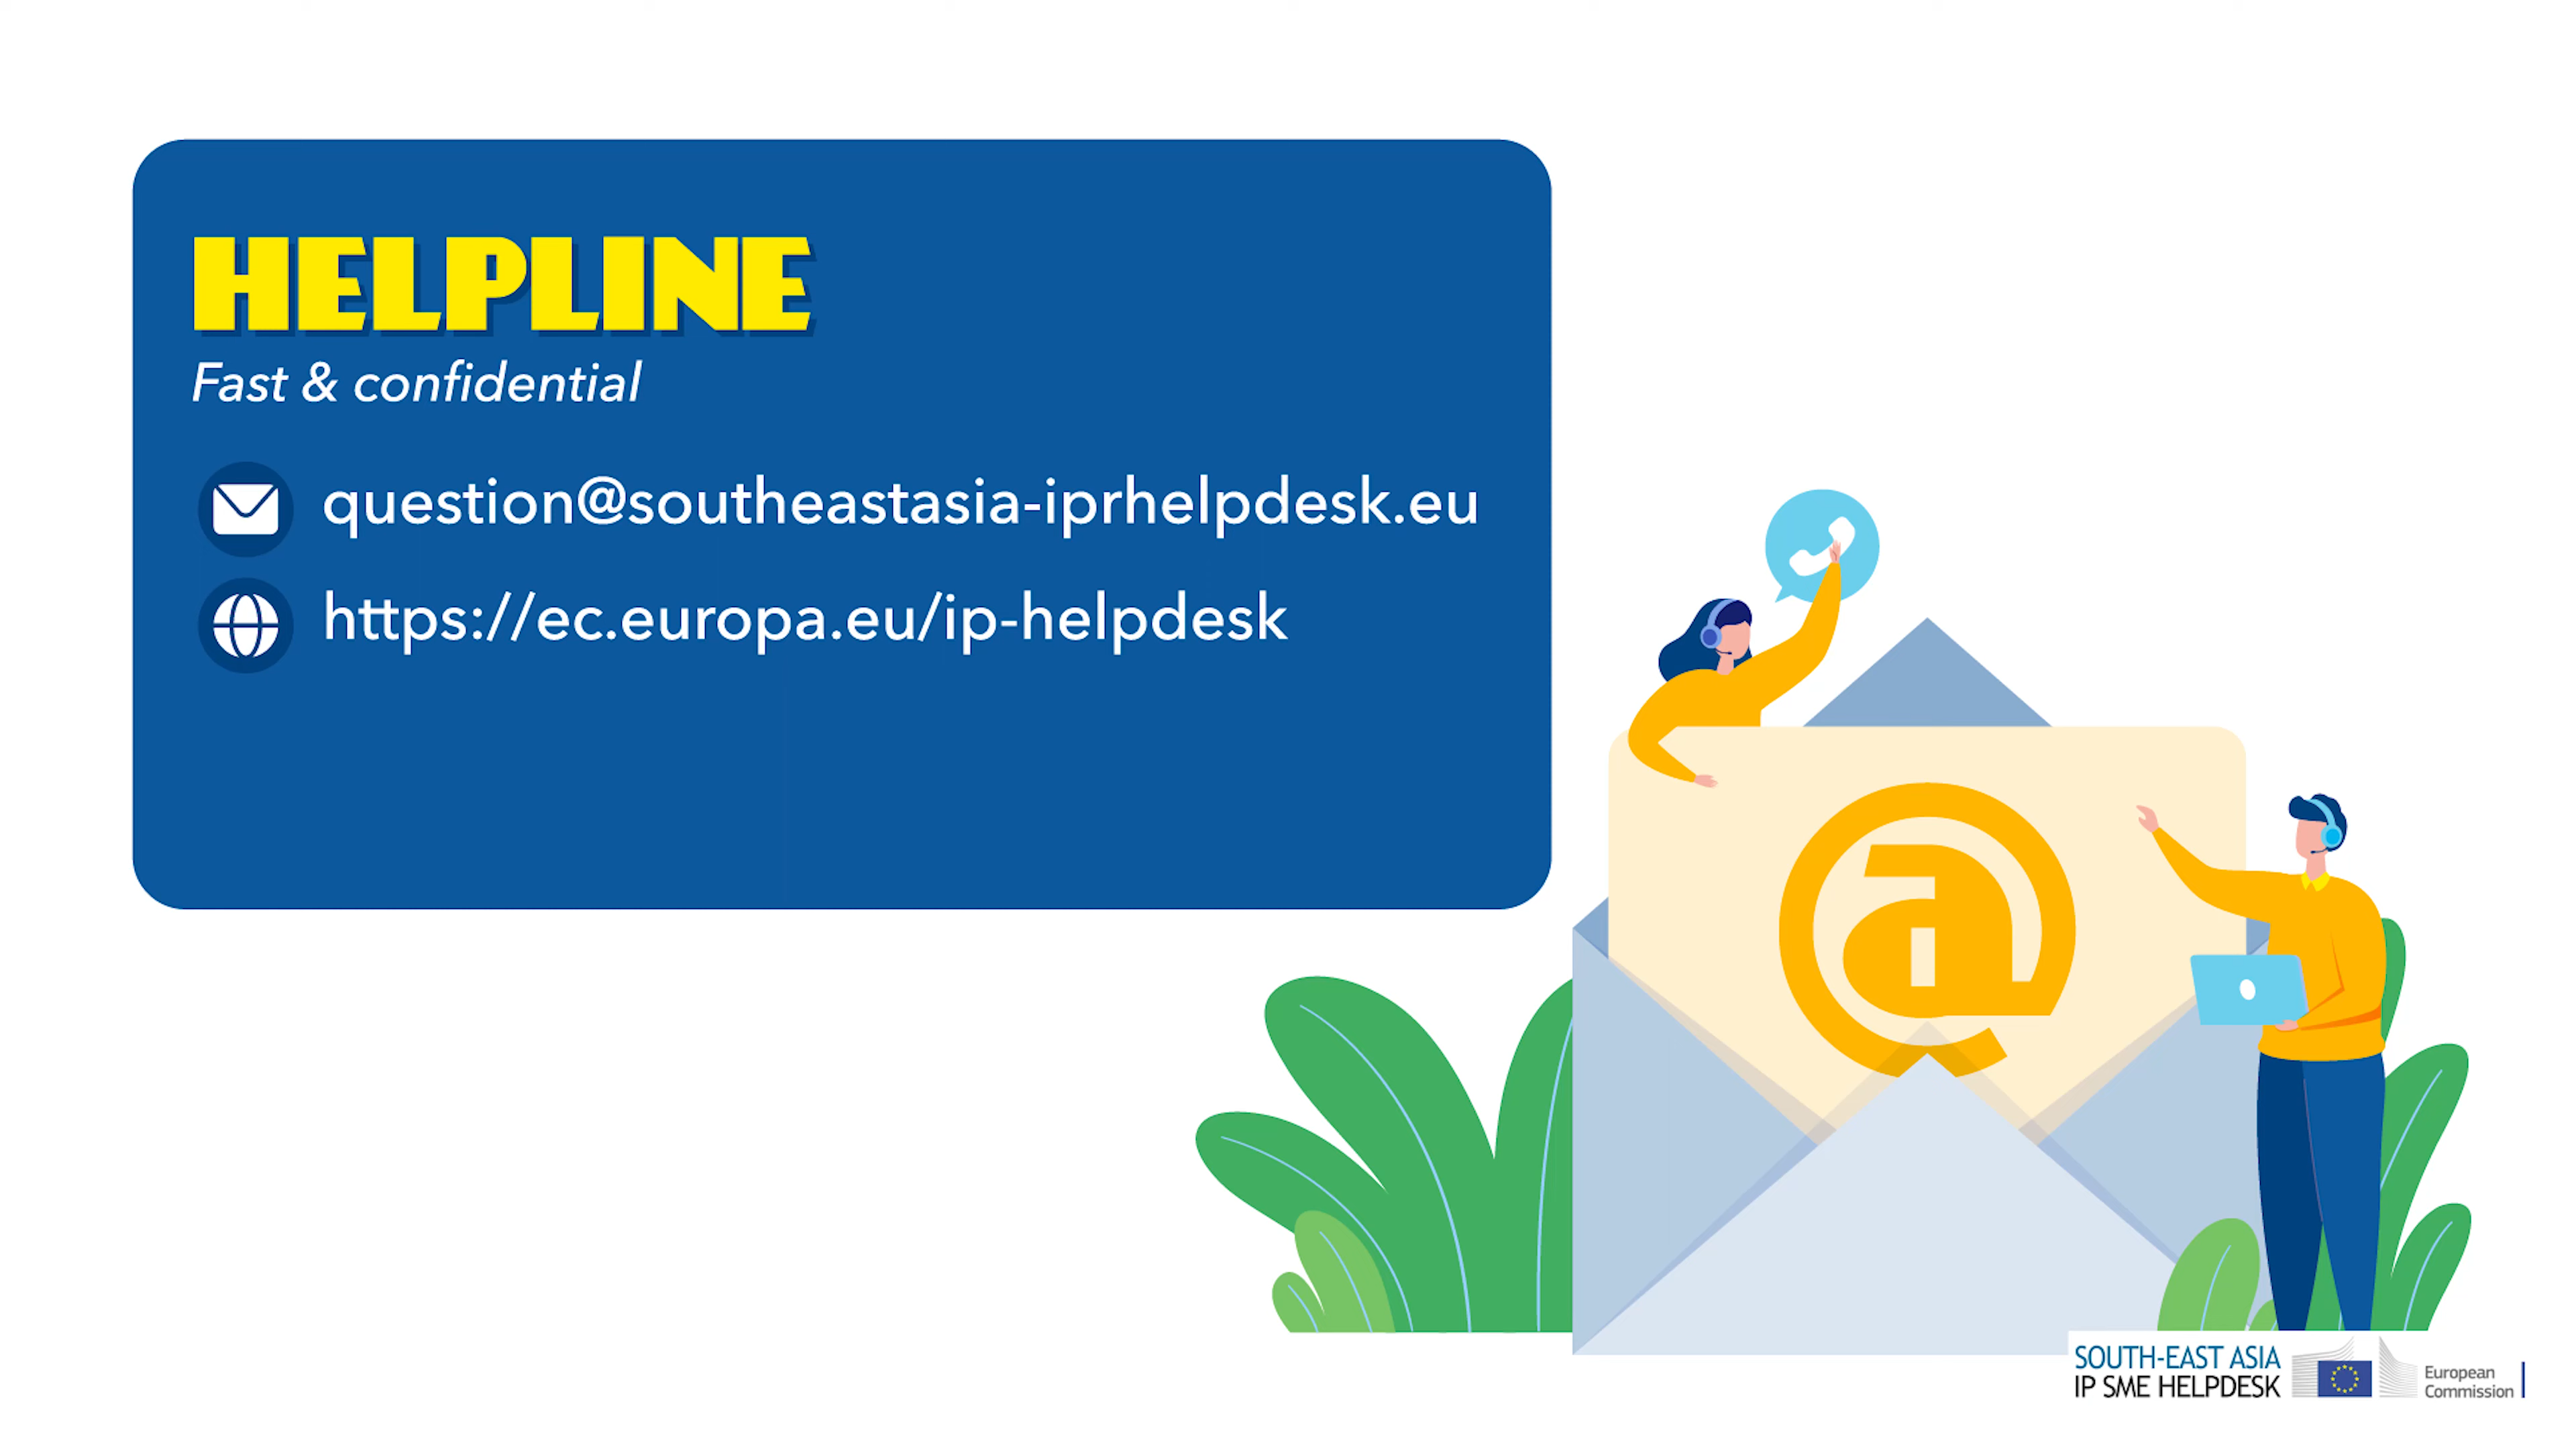 HELPLINE
Fast & confidential
question@southeastasia-iprhelpdesk.eu
https://ec.europa.eu/ip-helpdesk
@
SOUTH-EAST ASIA
IP SME HELPDESK
European
Commission